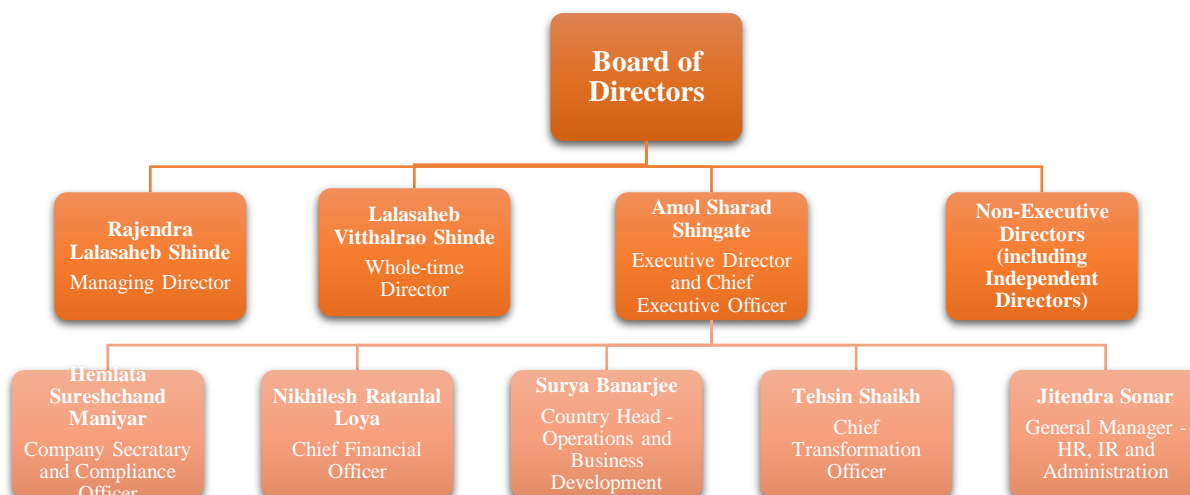 Board of
Directors
Rajendra
Lalasaheb Shinde
Managing Director
Lalasaheb
Vitthalrao Shinde
Whole-time
Director
Amol Sharad
Shingate
Executive Director
and Chief
Executive Officer
Non-Executive
Directors
(including
Independent
Directors)
Hemlata
Sureshchand
Maniyar
Company Secratary
and Compliance
Officer
Nikhilesh Ratanlal
Loya
Chief Financial
Officer
Surya Banarjee
Country Head -
Operations and
Business
Development
Tehsin Shaikh
Chief
Transformation
Officer
Jitendra Sonar
General Manager -
HR, IR and
Administration